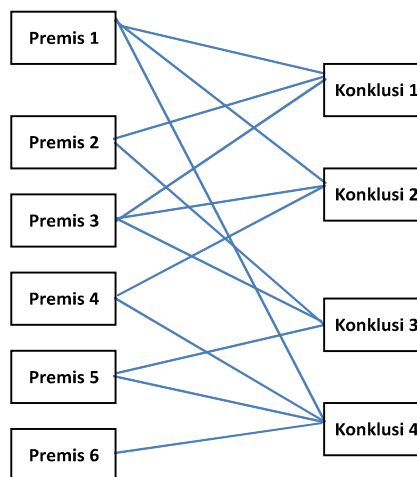 Premis 1
Premis 2
Premis 3
Premis 4
Premis 5
Premis 6
Konklusi 1
Konklusi 2
Konklusi 3
Konklusi 4